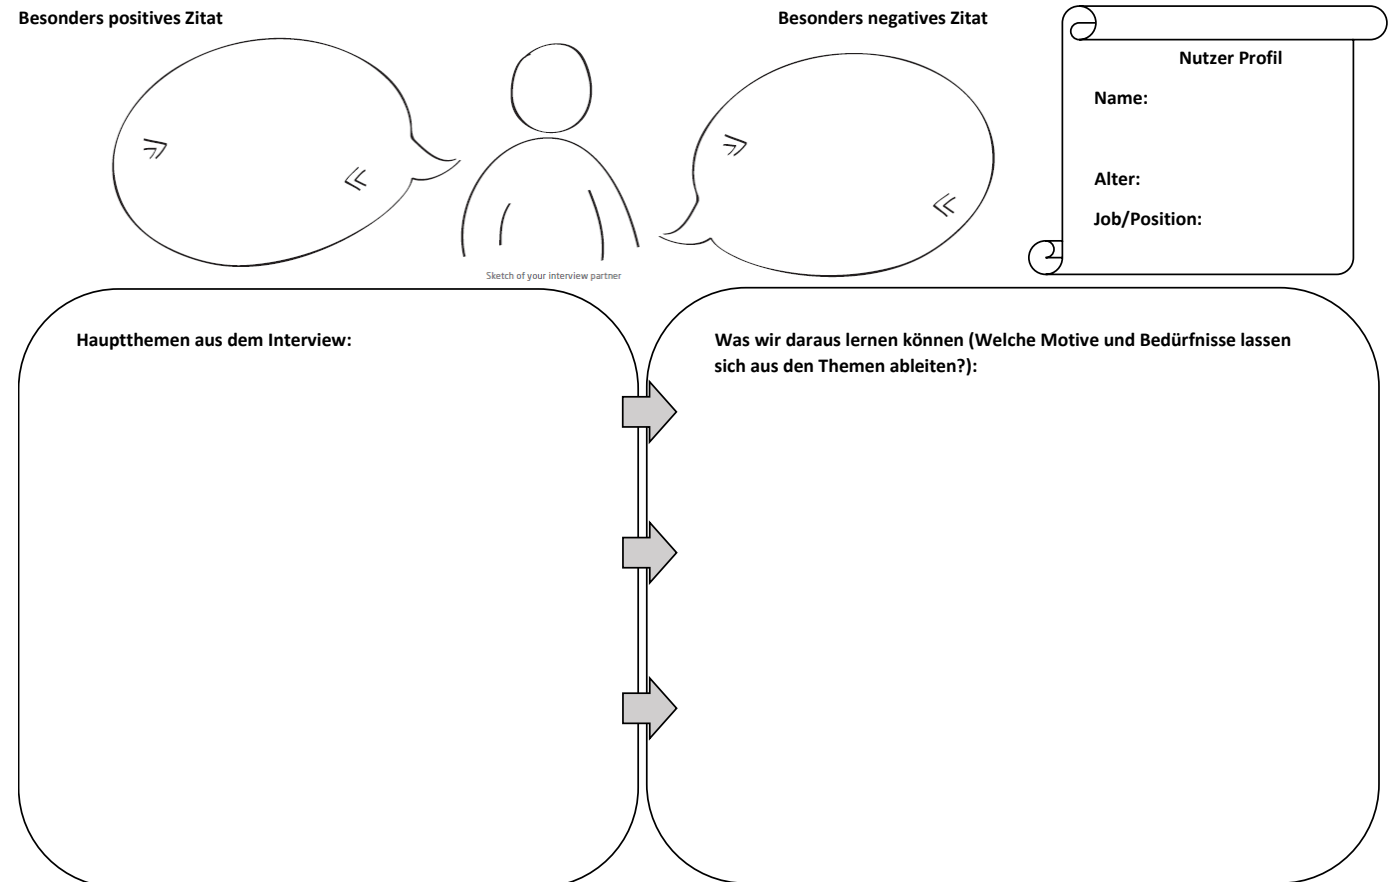 Besonders positives Zitat
Besonders negatives Zitat
Nutzer Profil
Name:
Alter:
Job/Position:
»
«
»
«
Sketch of your interview partner
Hauptthemen aus dem Interview:
Was wir daraus lernen können (Welche Motive und Bedürfnisse lassen
sich aus den Themen ableiten?):